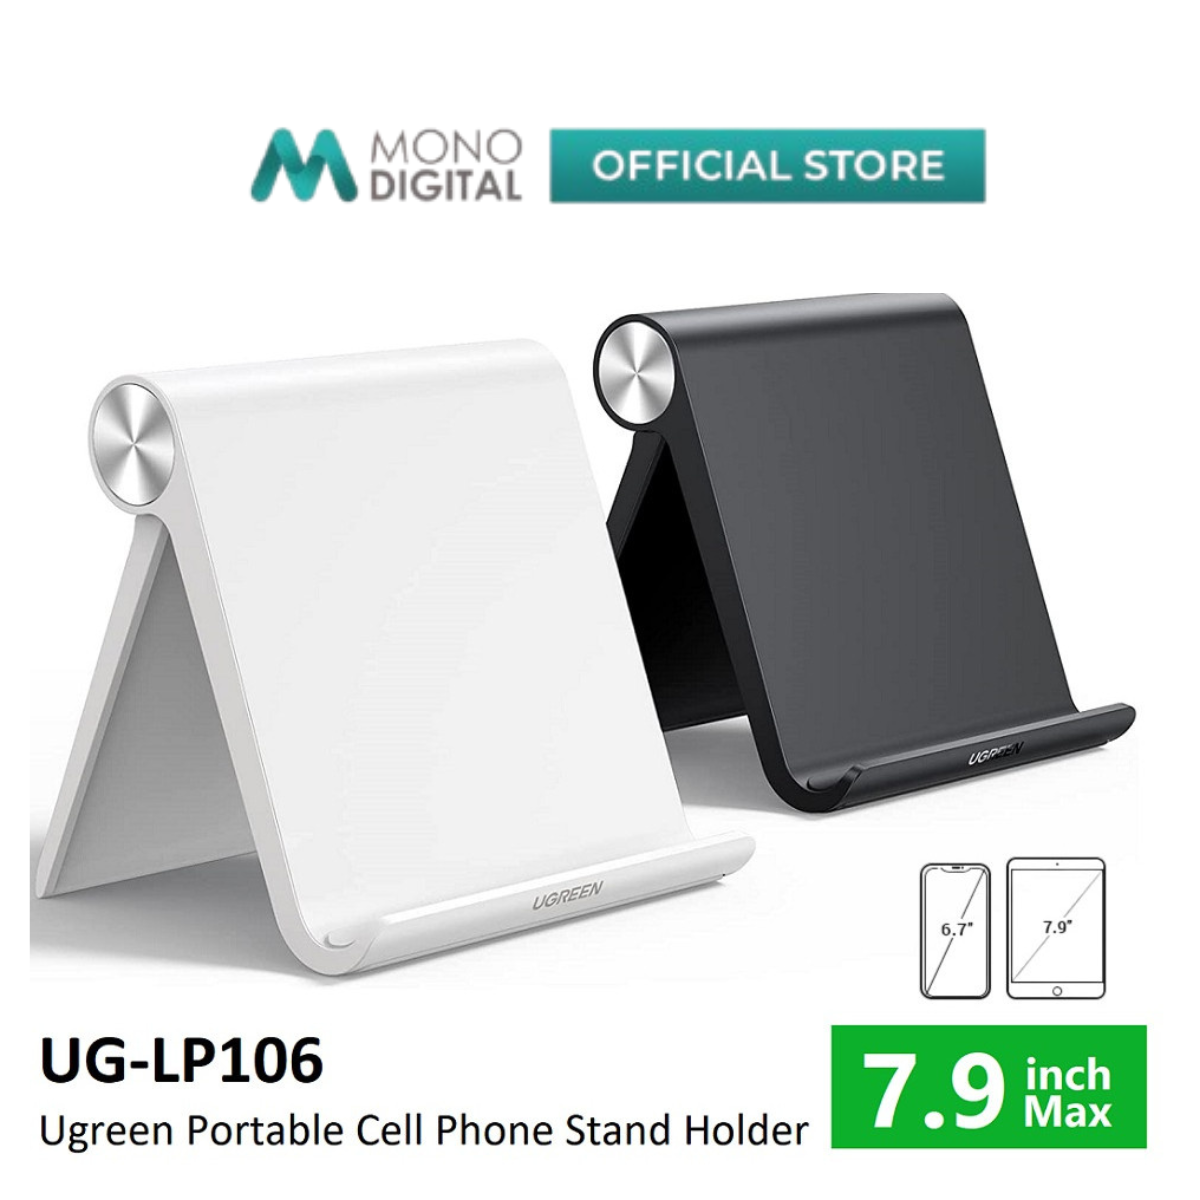 MONO
DIGITAL
OFFICIAL STORE
UGREEN
UGREEN
6.7"
7.9"
UG-LP106
Ugreen Portable Cell Phone Stand Holder
7.9 inch
Max